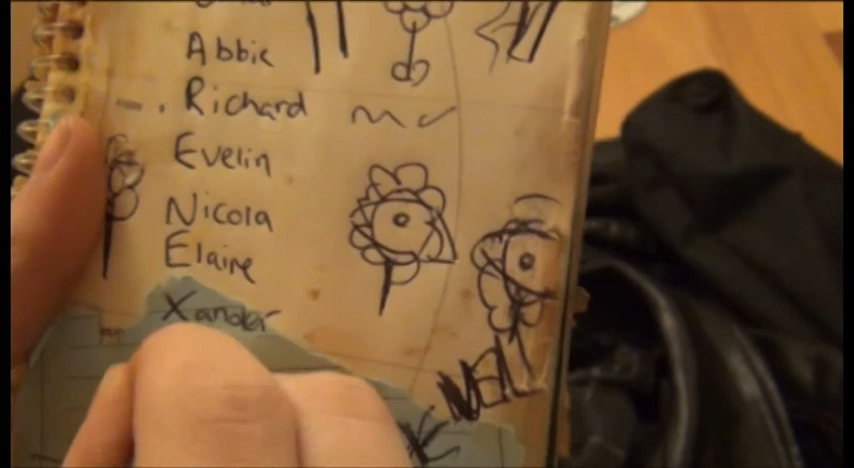 Abbie
Richard
Evelin
Nicola
Elaine
Xander